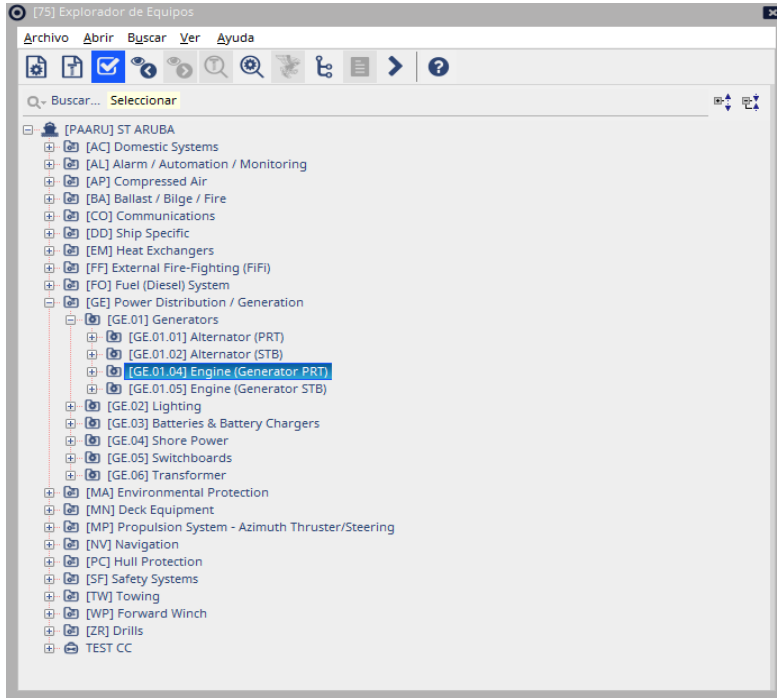 [75] Explorador de Equipos
Archivo Abrir Buscar Ver Ayuda
Buscar... Seleccionar
[PAARU] ST ARUBA
[AC] Domestic Systems
[AL] Alarm / Automation / Monitoring
[AP] Compressed Air
[BA] Ballast / Bilge / Fire
[CO] Communications
[DD] Ship Specific
[EM] Heat Exchangers
[FF] External Fire-Fighting (FiFi)
[FO] Fuel (Diesel) System
[GE] Power Distribution / Generation
[GE.01] Generators
[GE.01.01] Alternator (PRT)
[GE.01.02] Alternator (STB)
[GE.01.04] Engine (Generator PRT)
[GE.01.05] Engine (Generator STB)
[GE.02] Lighting
[GE.03] Batteries & Battery Chargers
[GE.04] Shore Power
[GE.05] Switchboards
[GE.06] Transformer
[MA] Environmental Protection
[MN] Deck Equipment
[MP] Propulsion System - Azimuth Thruster/Steering
[NV] Navigation
[PC] Hull Protection
[SF] Safety Systems
[TW] Towing
[WP] Forward Winch
[ZR] Drills
TEST CC